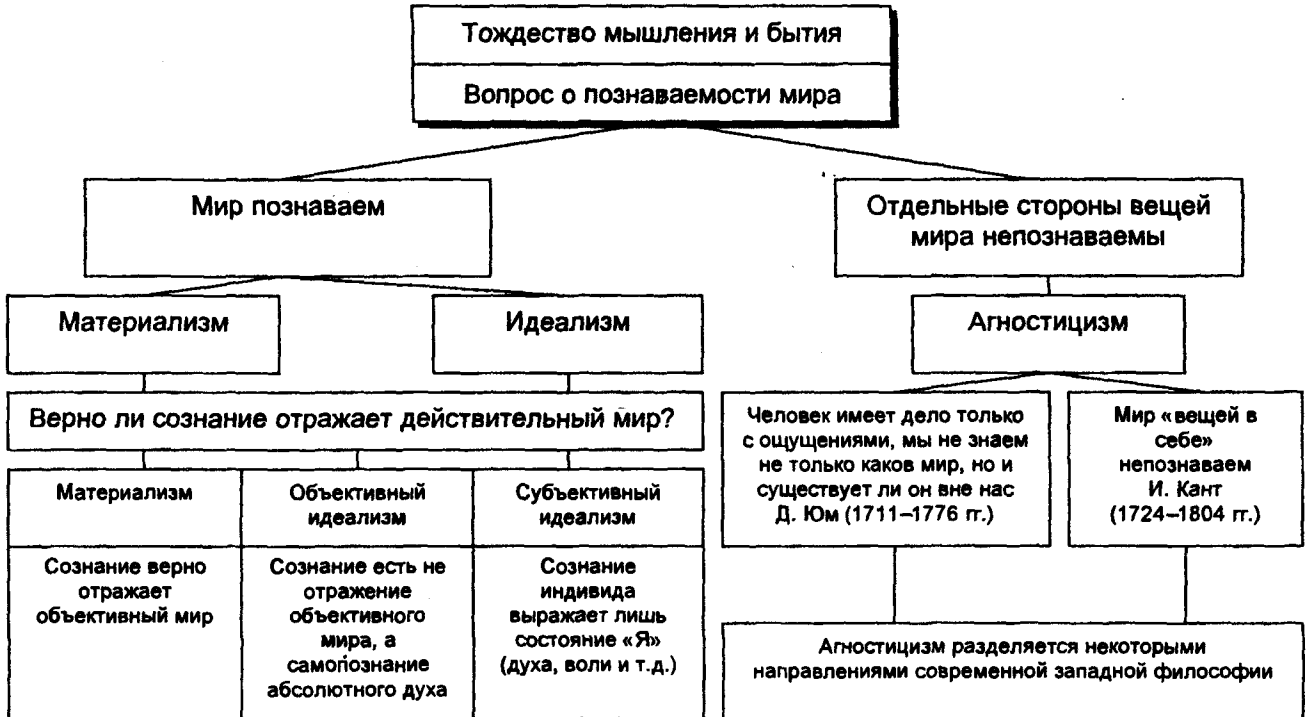 Тождество мышления и бытия
Вопрос о познаваемости мира
Мир познаваем
Отдельные стороны вещей
мира непознаваемы
Материализм
Идеализм
Агностицизм
Верно ли сознание отражает действительный мир?
Материализм
Объективный
идеализм
Субъективный
идеализм
Сознание верно
отражает
объективный мир
Сознание есть не
отражение
объективного
мира, а
самопознание
абсолютного духа
Сознание
индивида
выражает лишь
состояние «Я»
(духа, воли и т.д.)
Человек имеет дело только
с ощущениями, мы не знаем
не только каков мир, но и
существует ли он вне нас
Д. Юм (1711–1776 гг.)
Мир «вещей в
себе»
непознаваем
И. Кант
(1724–1804 гг.)
Агностицизм разделяется некоторыми
направлениями современной западной философии